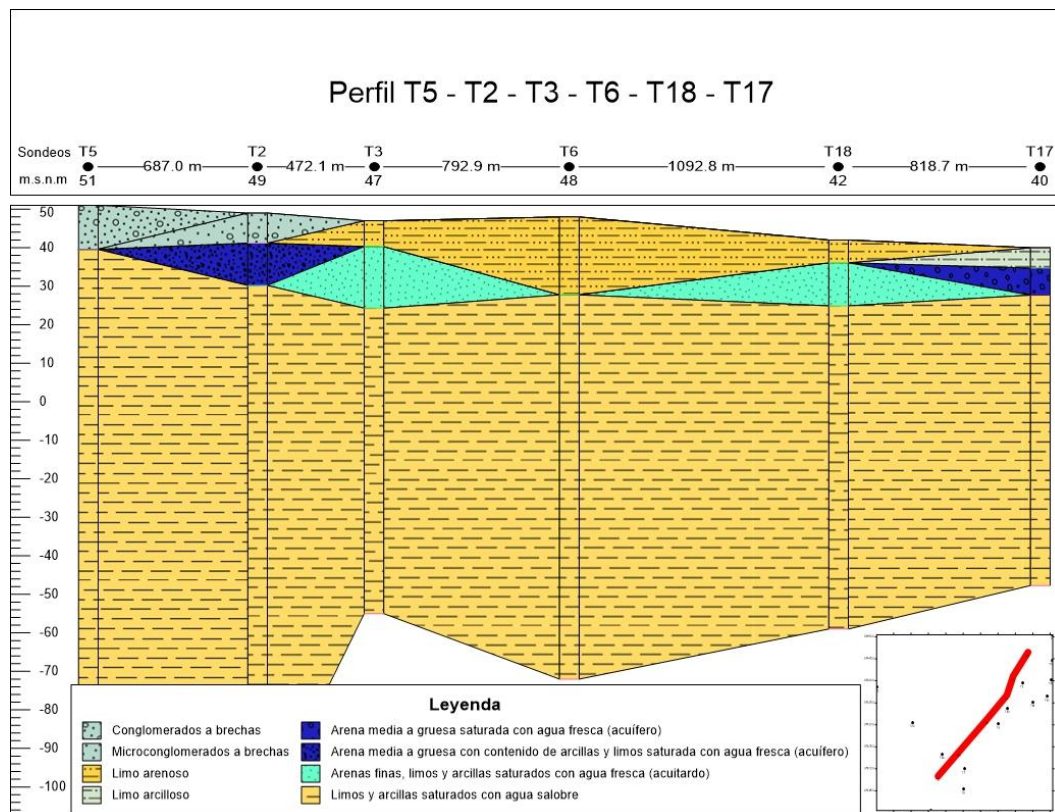 Perfil T5 - T2 - T3 - T6 - T18 - T17
Sondeos T5 T2 T3 T6 T18 T17
687.0 m 472.1 m 792.9 m 1092.8 m 818.7 m
m.s.n.m 51 49 47 48 42 40
50
40
30
20
10
0
-10
-20
-30
-40
-50
-60
-70
-80
-90
-100
Leyenda
Conglomerados a brechas
Microconglomerados a brechas
Limo arenoso
Limo arcilloso
Arena media a gruesa saturada con agua fresca (acuífero)
Arena media a gruesa con contenido de arcillas y limos saturada con agua fresca (acuífero)
Arenas finas, limos y arcillas saturados con agua fresca (acuitardo)
Limos y arcillas saturados con agua salobre